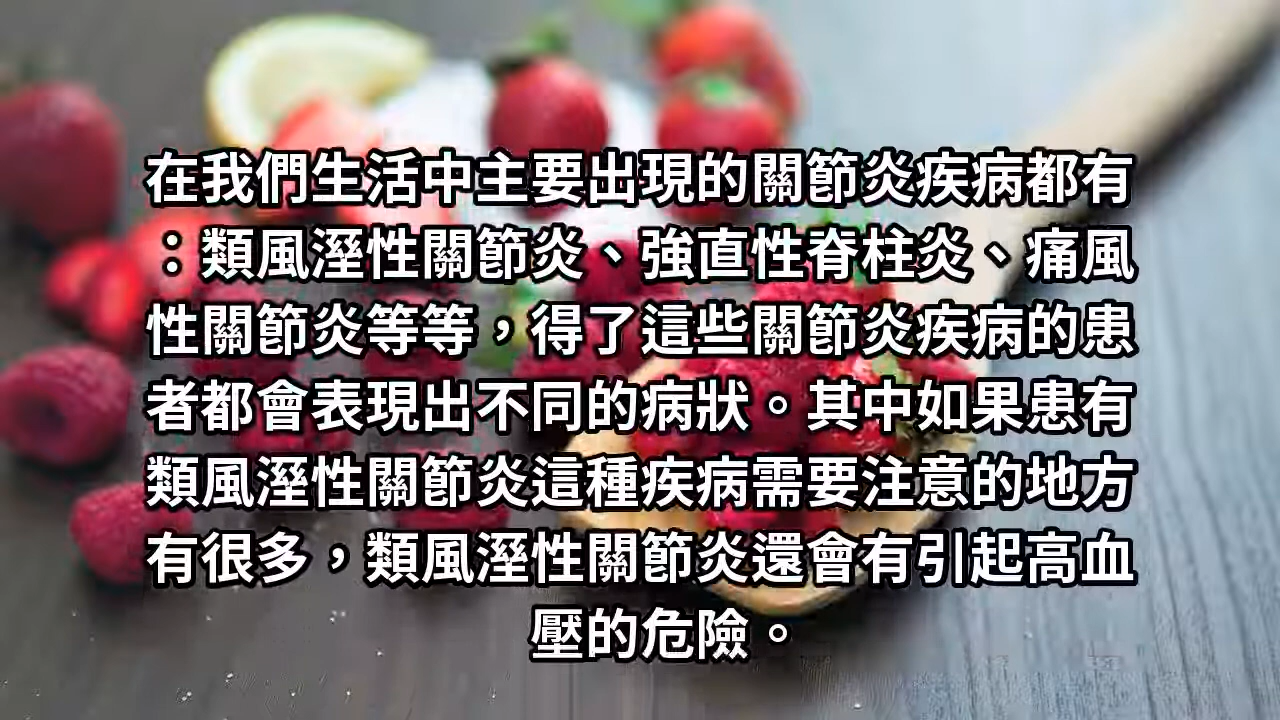 在我們生活中主要出現的關節炎疾病都有
：類風溼性關節炎、強直性脊柱炎、痛風
性關節炎等等，得了這些關節炎疾病的患
者都會表現出不同的病狀。其中如果患有
類風溼性關節炎這種疾病需要注意的地方
有很多，類風溼性關節炎還會有引起高血
壓的危險。